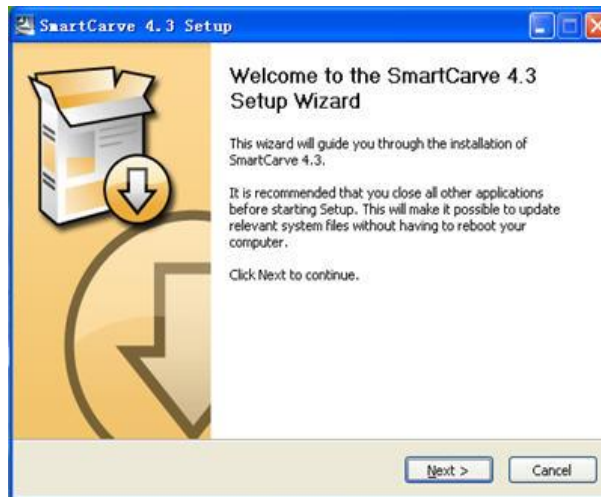 SmartCarve 4.3 Setup
Welcome to the SmartCarve 4.3
Setup Wizard
This wizard will guide you through the installation of
SmartCarve 4.3.
It is recommended that you close all other applications
before starting Setup. This will make it possible to update
relevant system files without having to reboot your
computer.
Click Next to continue.
Next >
Cancel